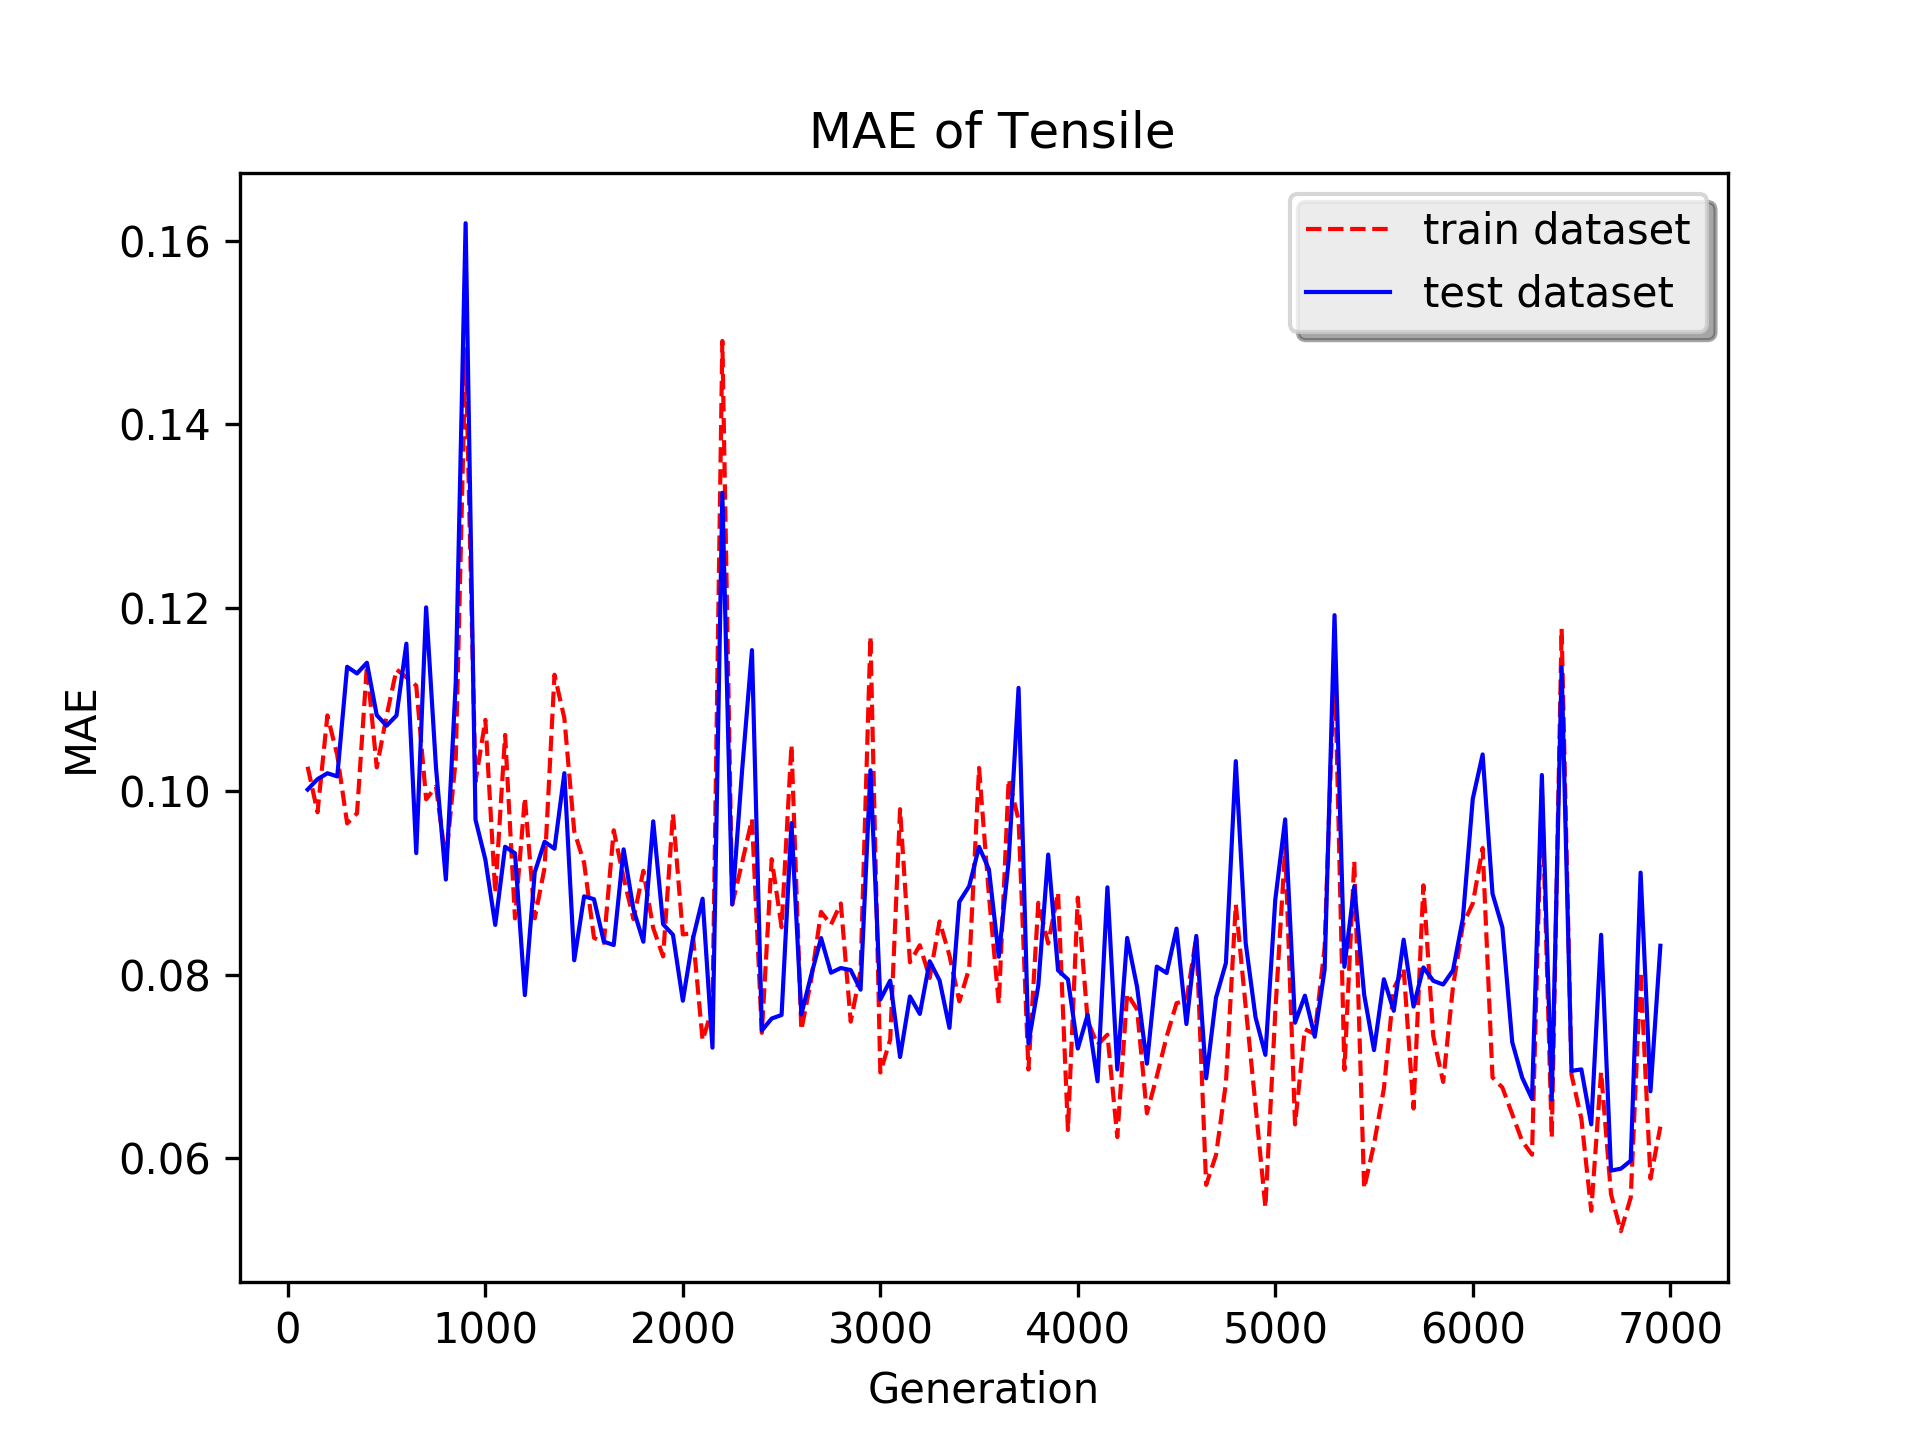 MAE of Tensile
train dataset
test dataset
MAE
0.16
0.14
0.12
0.10
0.08
0.06
0 1000 2000 3000 4000 5000 6000 7000
Generation